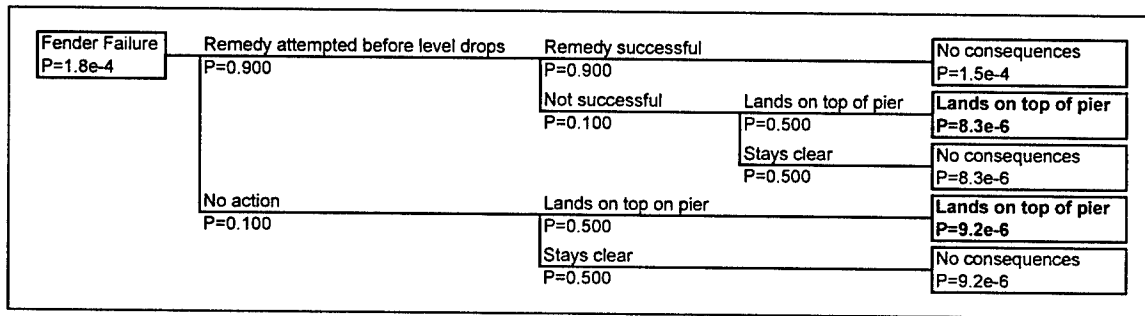 Fender Failure
P=1.8e-4
Remedy attempted before level drops
P=0.900
Remedy successful
P=0.900
No consequences
P=1.5e-4
Not successful
P=0.100
Lands on top of pier
P=0.500
Lands on top of pier
P=8.3e-6
Stays clear
P=0.500
No consequences
P=8.3e-6
No action
P=0.100
Lands on top on pier
P=0.500
Lands on top of pier
P=9.2e-6
Stays clear
P=0.500
No consequences
P=9.2e-6